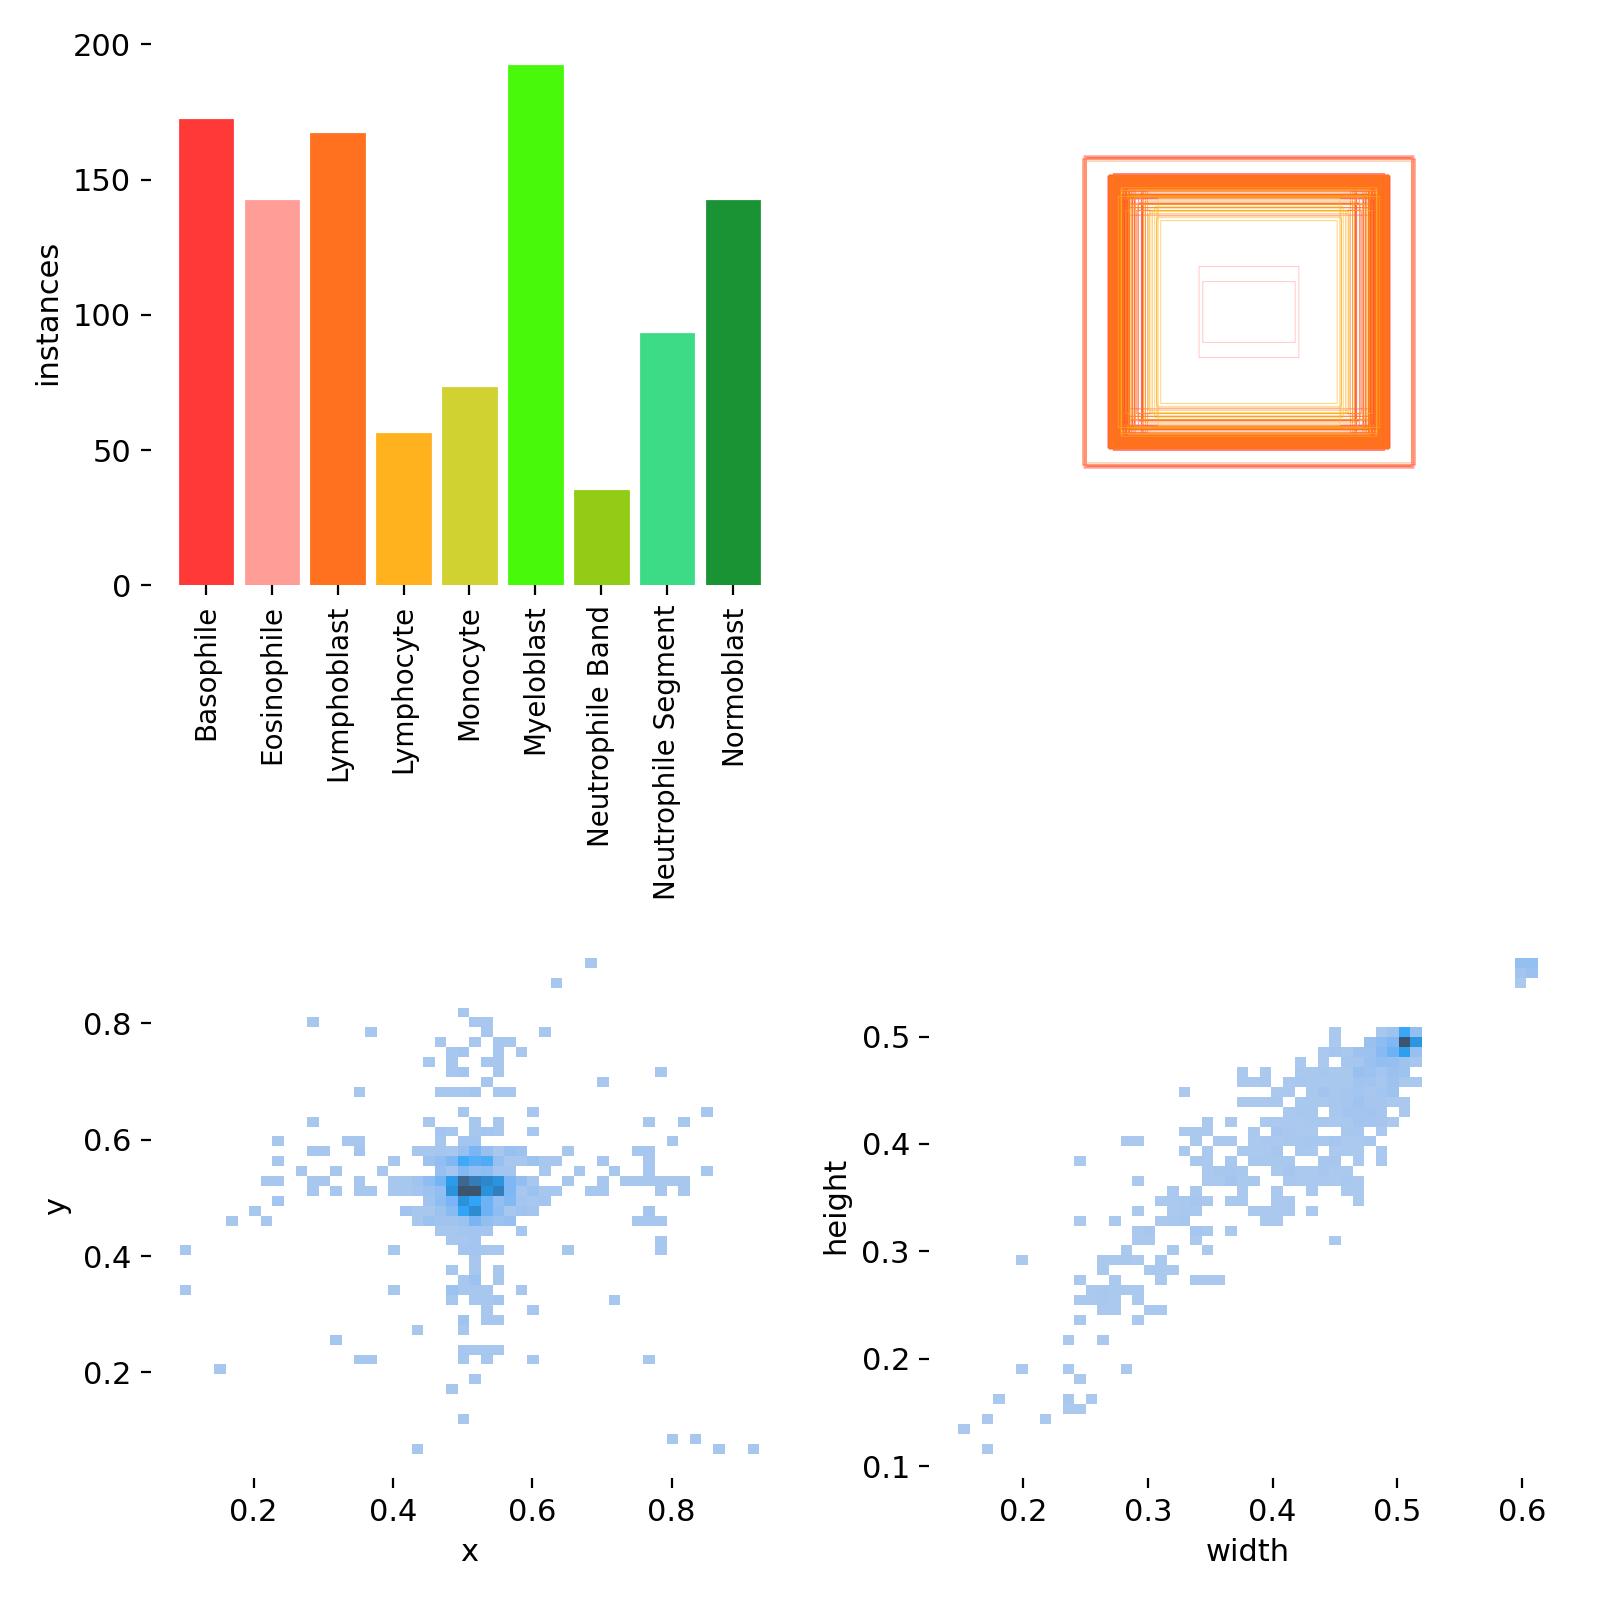 200
150
100
50
0
instances
Basophile
Eosinophile
Lymphoblast
Lymphocyte
Monocyte
Myeloblast
Neutrophile Band
Neutrophile Segment
Normoblast
0.8
0.6
0.4
0.2
y
0.2 0.4 0.6 0.8
x
0.5
0.4
0.3
0.2
0.1
height
0.2 0.3 0.4 0.5 0.6
width